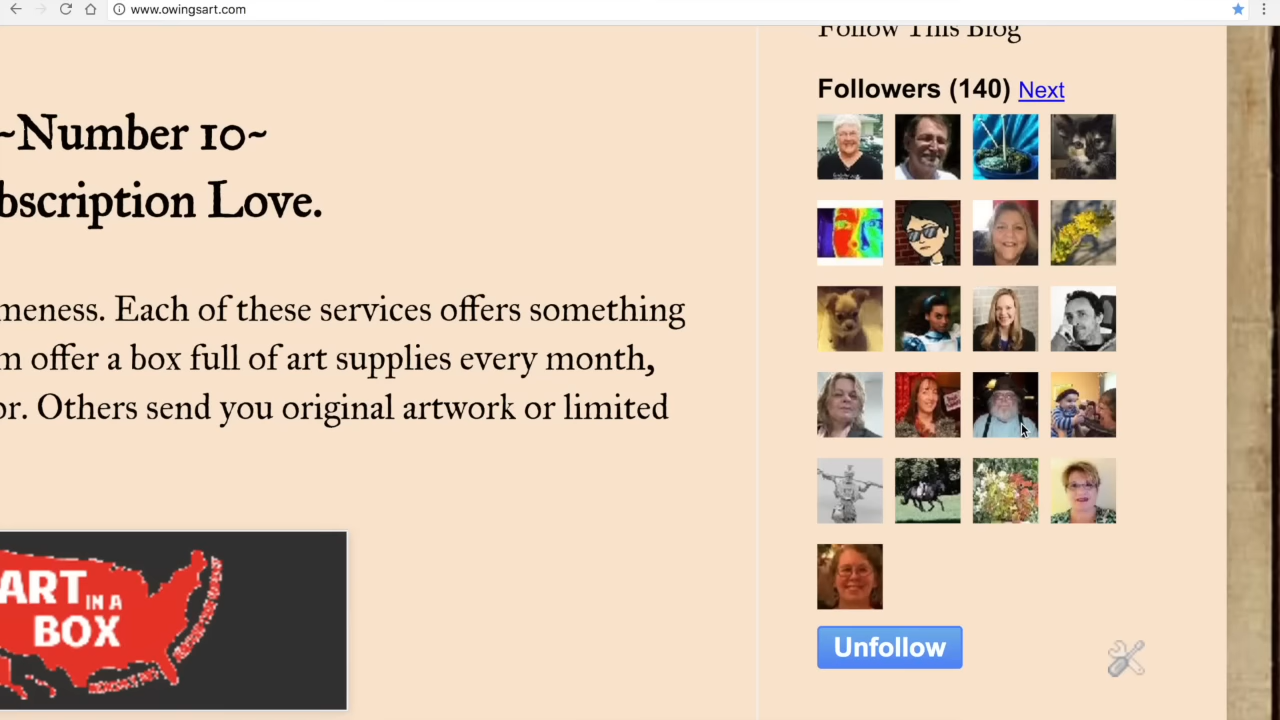 www.owingsart.com
Follow This Blog
~Number 10~
bscription Love.
meness. Each of these services offers something
m offer a box full of art supplies every month,
or. Others send you original artwork or limited
ART IN A
BOX
Followers (140) Next
Unfollow